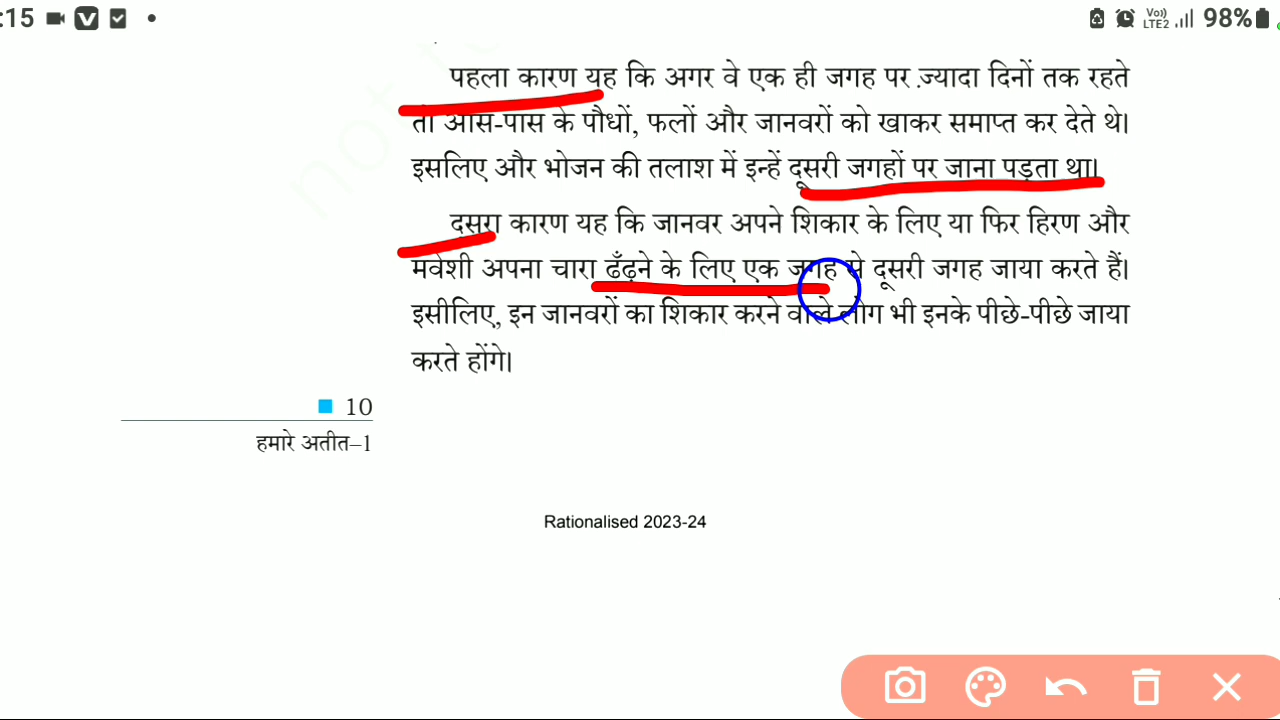 :15 Vo)) LTE2 98%
पहला कारण यह कि अगर वे एक ही जगह पर ज़्यादा दिनों तक रहते
तो आस-पास के पौधों, फलों और जानवरों को खाकर समाप्त कर देते थे।
इसलिए और भोजन की तलाश में इन्हें दूसरी जगहों पर जाना पड़ता था।
दूसरा कारण यह कि जानवर अपने शिकार के लिए या फिर हिरण और
मवेशी अपना चारा ढूँढ़ने के लिए एक जगह से दूसरी जगह जाया करते हैं।
इसीलिए, इन जानवरों का शिकार करने वाले लोग भी इनके पीछे-पीछे जाया
करते होंगे।
10
हमारे अतीत–1
Rationalised 2023-24